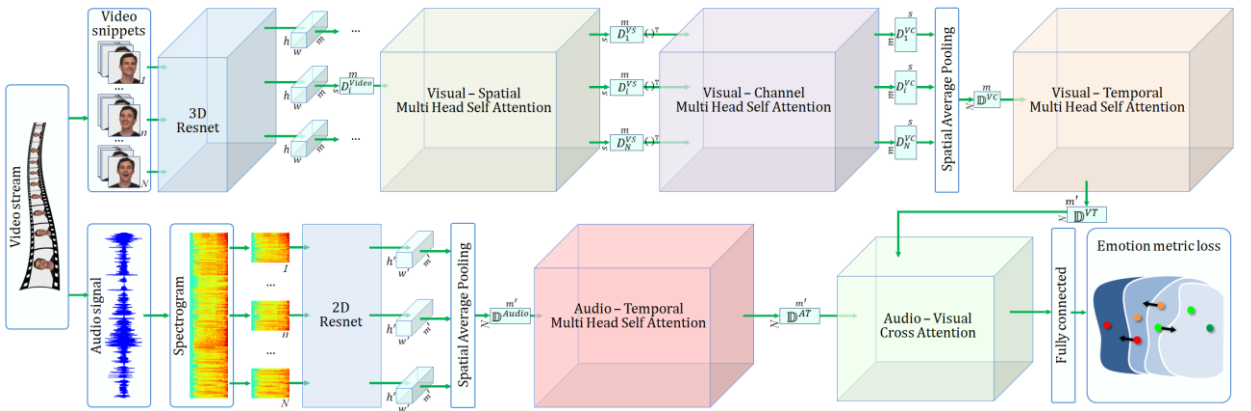 Video
snippets
1
...
n
...
N
3D
Resnet
h
w
m
...
h
w
m
h
w
m
...
m
s
D_i^{Video}
Visual – Spatial
Multi Head Self Attention
m
s
D_1^{VS}
()^T
m
s
D_i^{VS}
()^T
m
s
D_N^{VS}
()^T
Visual – Channel
Multi Head Self Attention
s
m
D_1^{VC}
s
m
D_i^{VC}
s
m
D_N^{VC}
Spatial Average Pooling
m
N
𝔻^{VC}
Visual – Temporal
Multi Head Self Attention
m'
N
𝔻^{VT}
Video stream
Audio signal
Spectrogram
1
...
n
...
N
2D
Resnet
h'
w'
m'
h'
w'
m'
h'
w'
m'
Spatial Average Pooling
m'
N
𝔻^{Audio}
Audio – Temporal
Multi Head Self Attention
m'
N
𝔻^{AT}
Audio – Visual
Cross Attention
Fully connected
Emotion metric loss